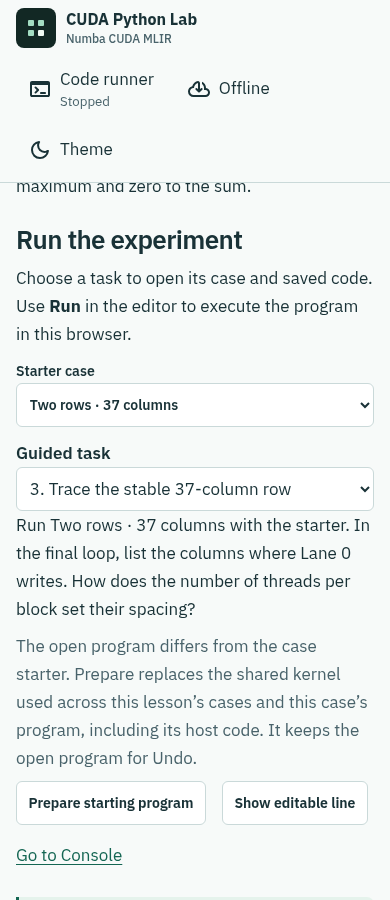 CUDA Python Lab
Numba CUDA MLIR
Code runner
Stopped
Offline
Theme
maximum and zero to the sum.
Run the experiment
Choose a task to open its case and saved code.
Use Run in the editor to execute the program
in this browser.
Starter case
Two rows · 37 columns
Guided task
3. Trace the stable 37-column row
Run Two rows · 37 columns with the starter. In
the final loop, list the columns where Lane 0
writes. How does the number of threads per
block set their spacing?
The open program differs from the case
starter. Prepare replaces the shared kernel
used across this lesson’s cases and this case’s
program, including its host code. It keeps the
open program for Undo.
Prepare starting program
Show editable line
Go to Console